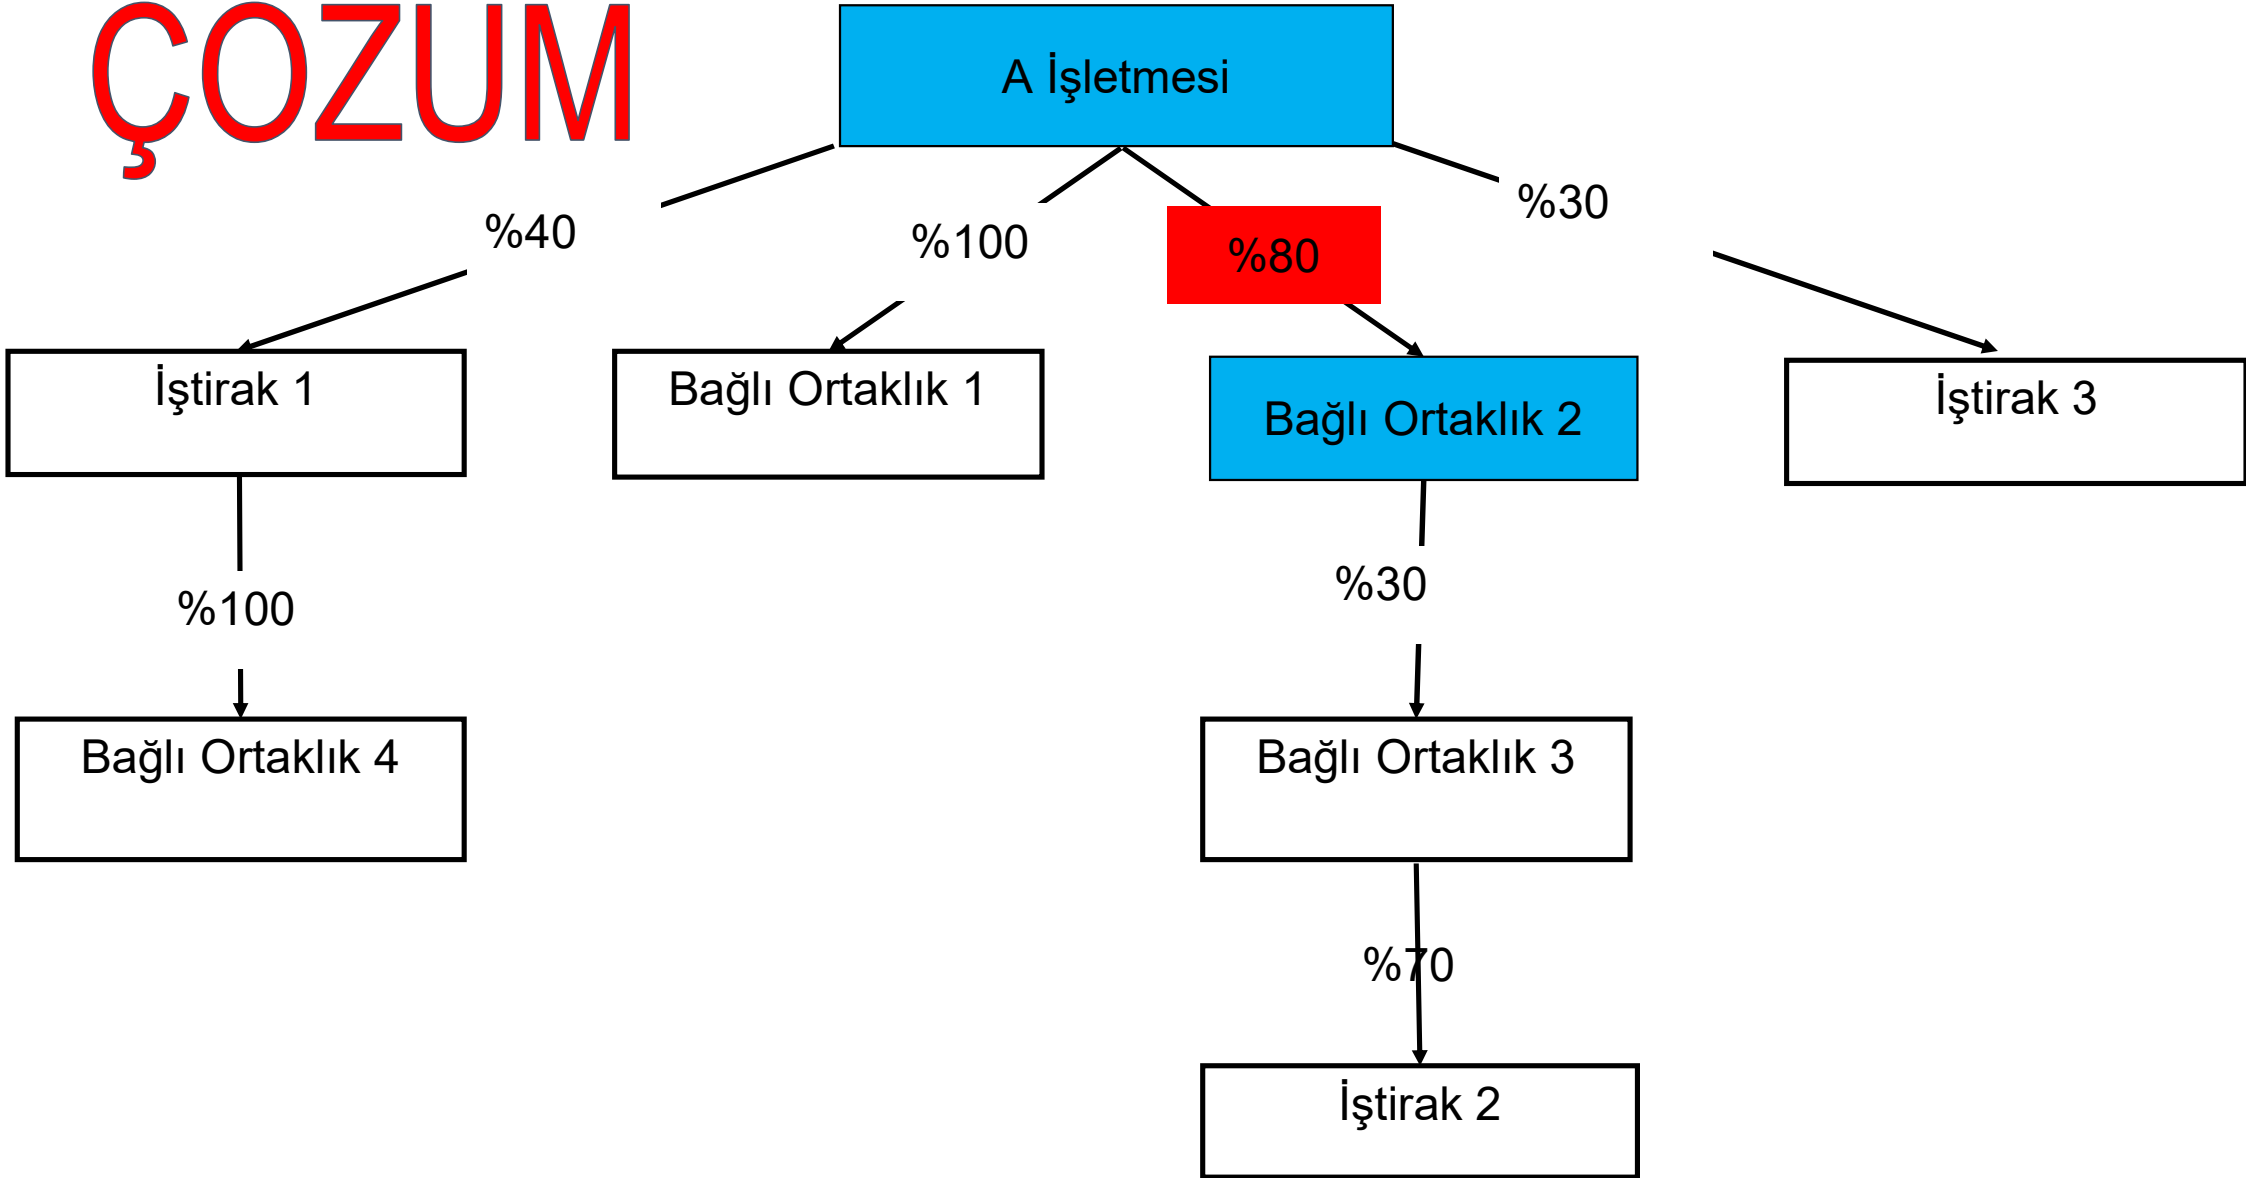 ÇOZUM
A İşletmesi
%40
%100
%80
%30
İştirak 1
Bağlı Ortaklık 1
Bağlı Ortaklık 2
İştirak 3
%100
%30
Bağlı Ortaklık 4
Bağlı Ortaklık 3
%70
İştirak 2